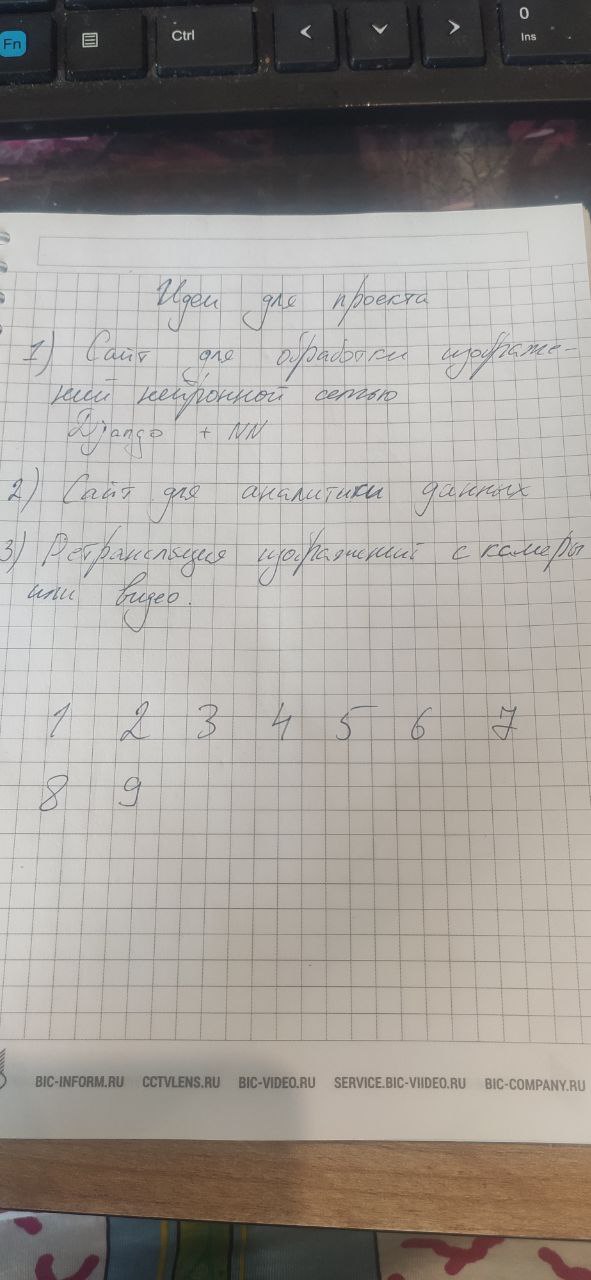 Fn
Ctrl
0
Ins
Идеи для проекта
1) Сайт для обработки изображе-
ний нейронной сетью
Django + NN
2) Сайт для аналитики данных
3) Ретрансляция изображений с камеры
или видео.
1 2 3 4 5 6 7
8 9
BIC-INFORM.RU CCTVLENS.RU BIC-VIDEO.RU SERVICE.BIC-VIIDEO.RU BIC-COMPANY.RU